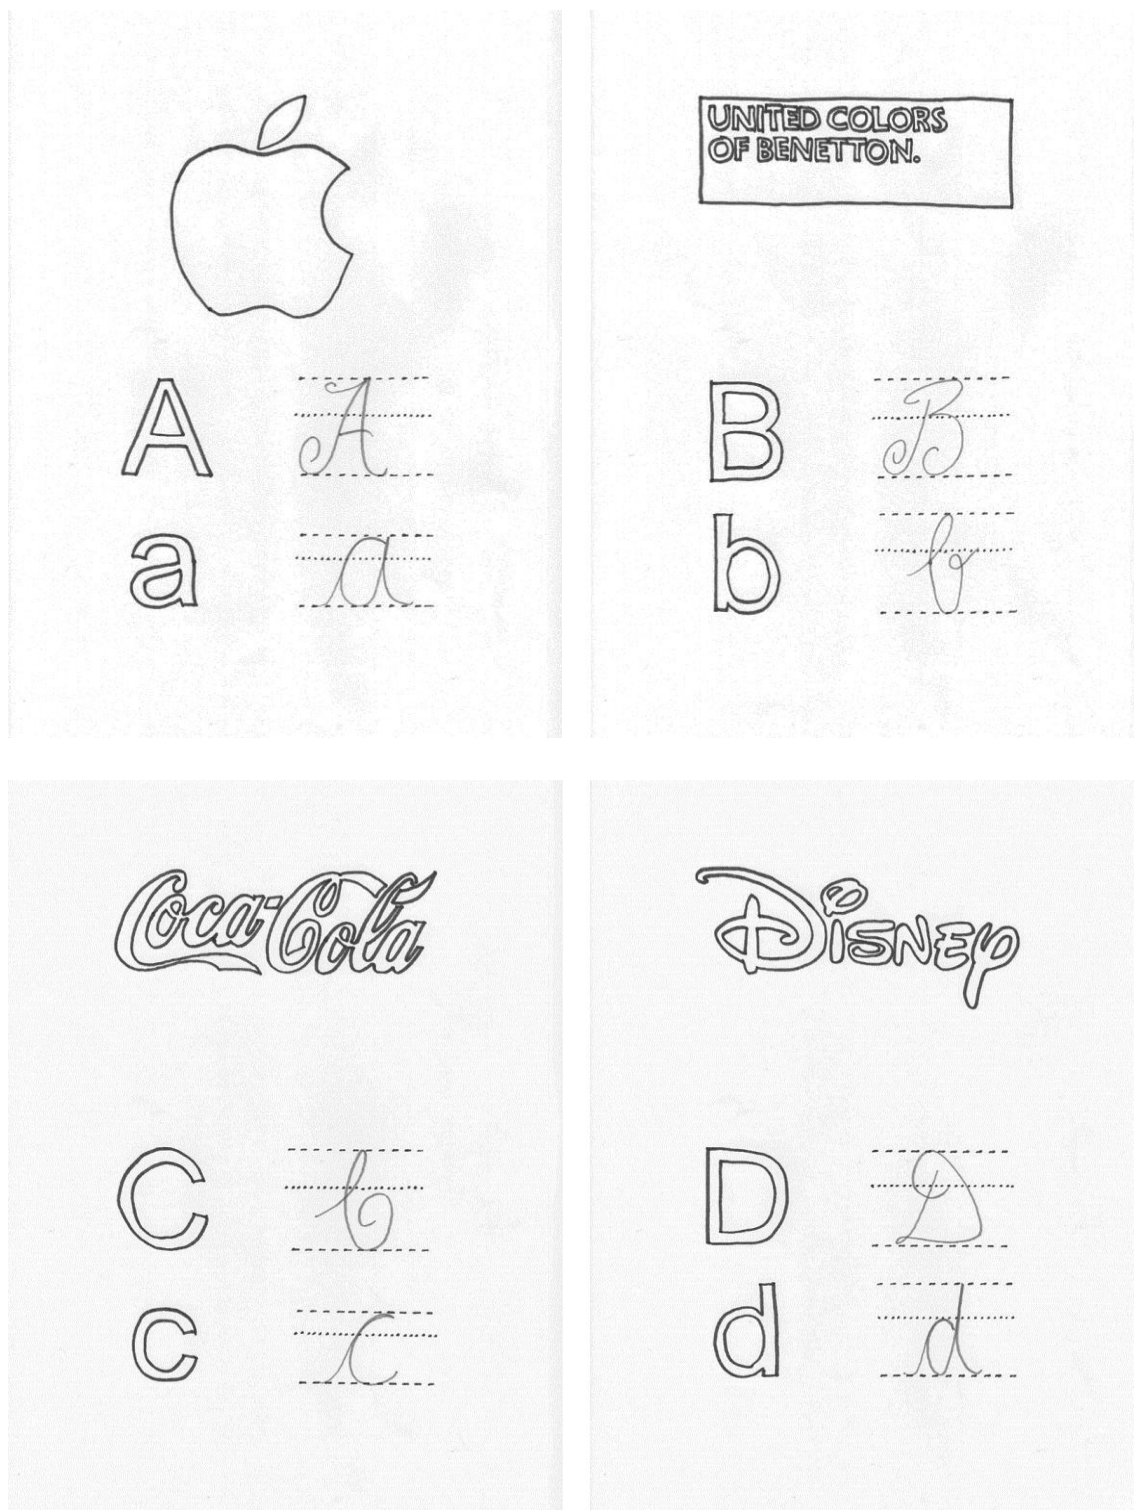 A A
a a
UNITED COLORS
OF BENETTON.
B B
b b
Coca-Cola
C C
c c
Disney
D D
d d